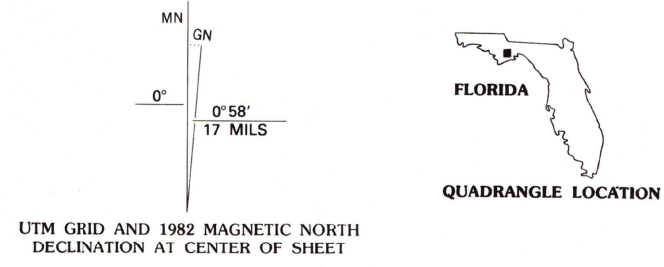 MN
GN
0°
0° 58′
17 MILS
UTM GRID AND 1982 MAGNETIC NORTH
DECLINATION AT CENTER OF SHEET
FLORIDA
QUADRANGLE LOCATION